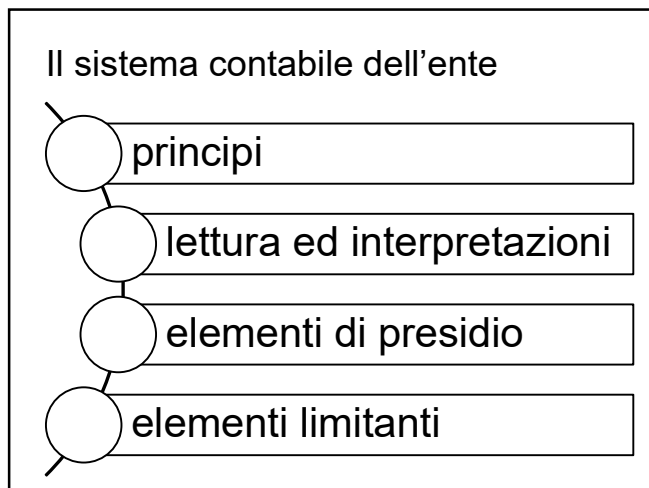 Il sistema contabile dell’ente
principi
lettura ed interpretazioni
elementi di presidio
elementi limitanti